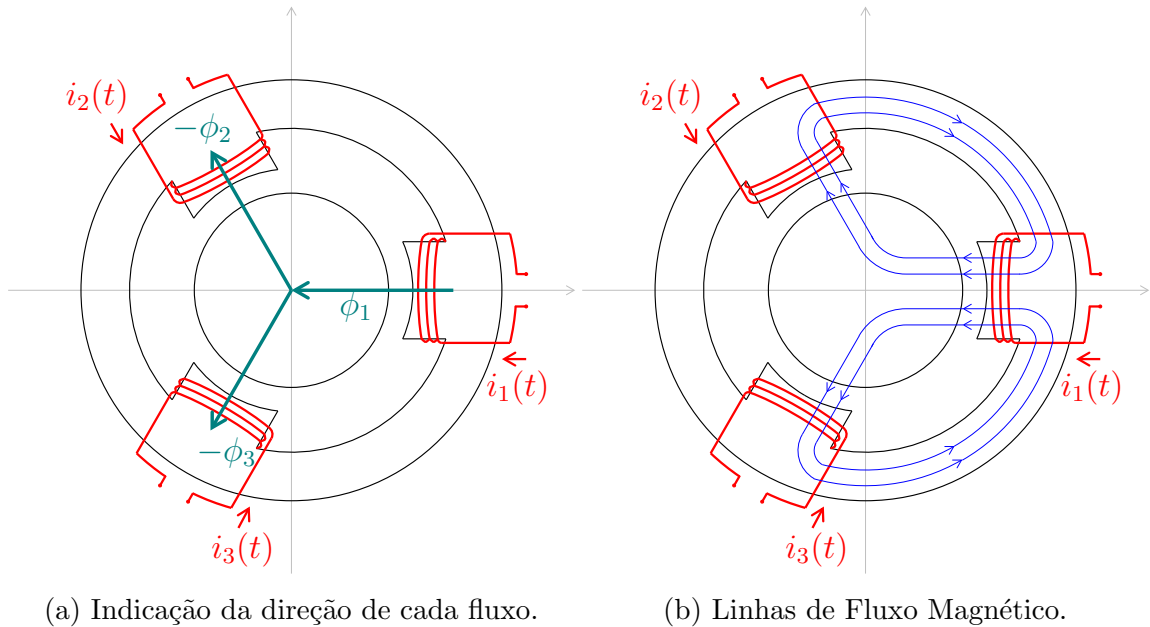 i₂(t)
−ϕ₂
ϕ₁
i₁(t)
−ϕ₃
i₃(t)
(a) Indicação da direção de cada fluxo.
i₂(t)
i₁(t)
i₃(t)
(b) Linhas de Fluxo Magnético.